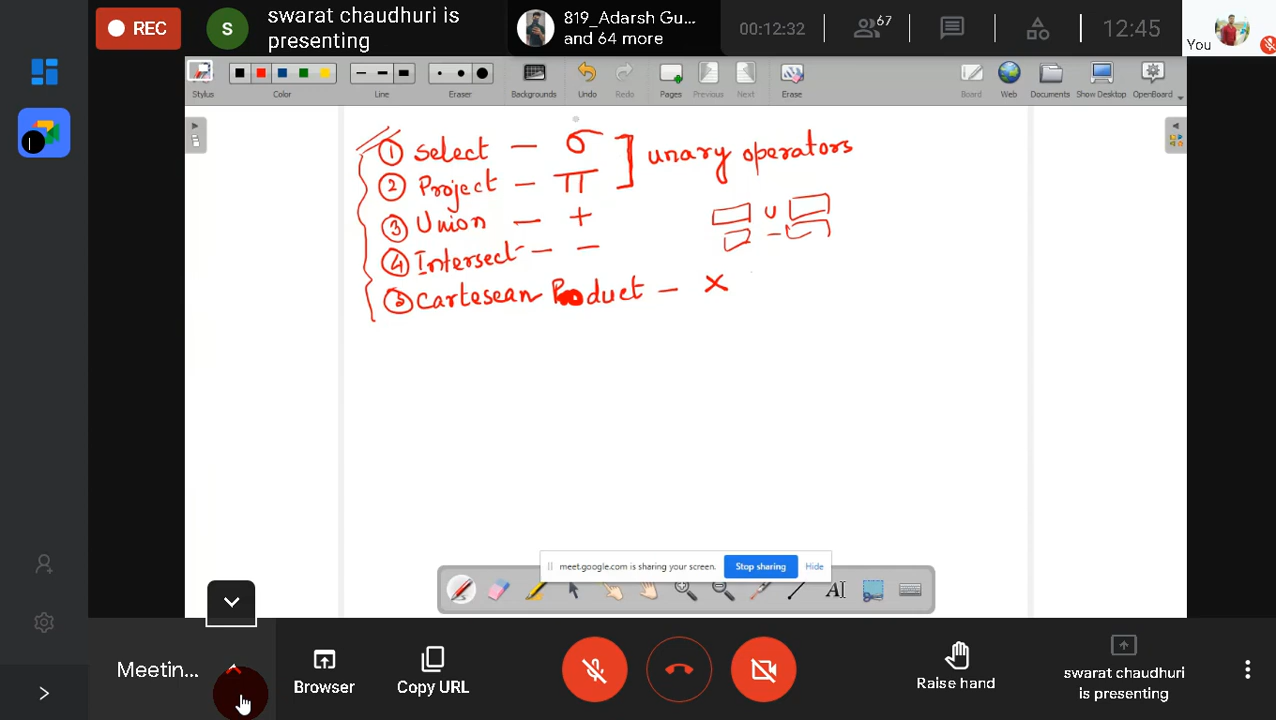 REC
S
swarat chaudhuri is
presenting
819_Adarsh Gu...
and 64 more
00:12:32
67
12:45
You
Stylus
Color
Line
Eraser
Backgrounds
Undo
Redo
Pages
Previous
Next
Erase
Board
Web
Documents
Show Desktop
OpenBoard
① Select — σ
② Project — π
unary operators
③ Union — +
④ Intersect — −
∪
−
⑤ Cartesean Product — ×
meet.google.com is sharing your screen.
Stop sharing
Hide
AI
Meetin...
Browser
Copy URL
Raise hand
swarat chaudhuri
is presenting